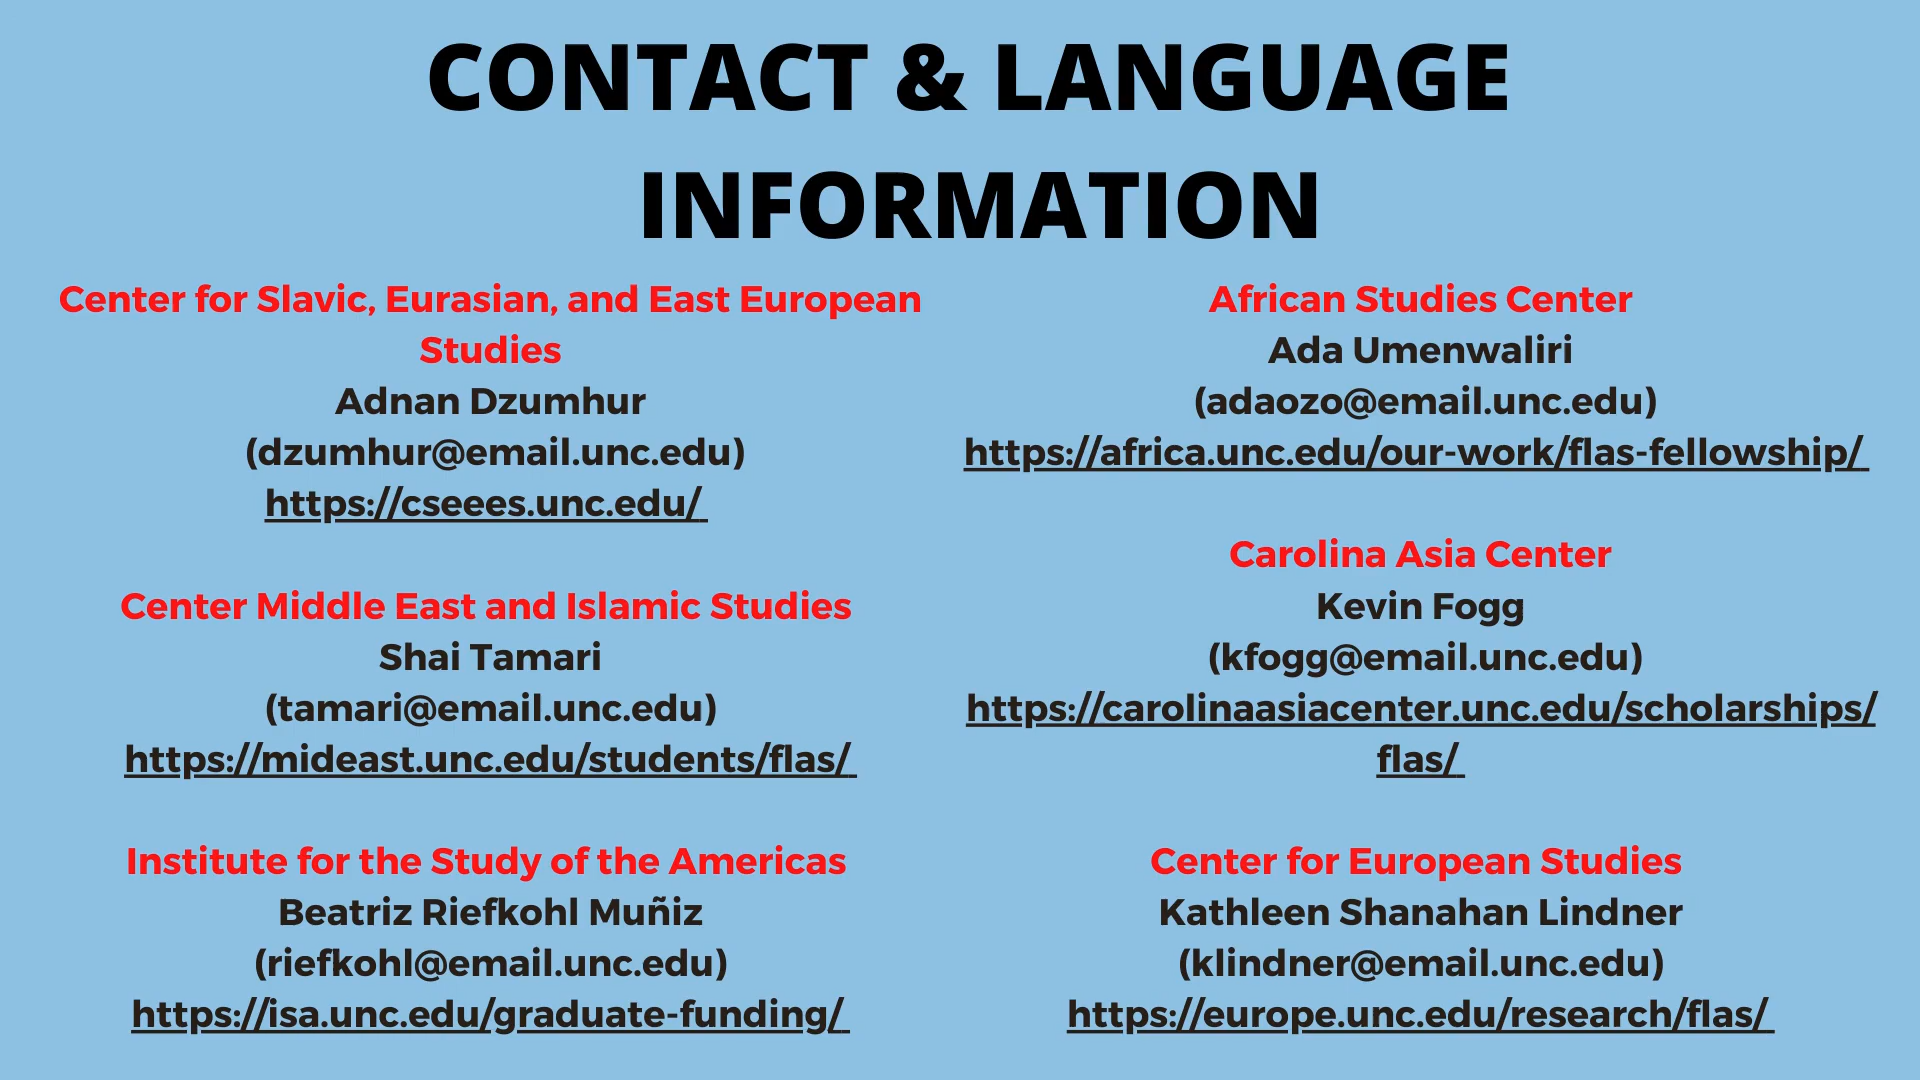 CONTACT & LANGUAGE
INFORMATION
Center for Slavic, Eurasian, and East European
Studies
Adnan Dzumhur
(dzumhur@email.unc.edu)
https://cseees.unc.edu/
Center Middle East and Islamic Studies
Shai Tamari
(tamari@email.unc.edu)
https://mideast.unc.edu/students/flas/
Institute for the Study of the Americas
Beatriz Riefkohl Muñiz
(riefkohl@email.unc.edu)
https://isa.unc.edu/graduate-funding/
African Studies Center
Ada Umenwaliri
(adaozo@email.unc.edu)
https://africa.unc.edu/our-work/flas-fellowship/
Carolina Asia Center
Kevin Fogg
(kfogg@email.unc.edu)
https://carolinaasiacenter.unc.edu/scholarships/
flas/
Center for European Studies
Kathleen Shanahan Lindner
(klindner@email.unc.edu)
https://europe.unc.edu/research/flas/